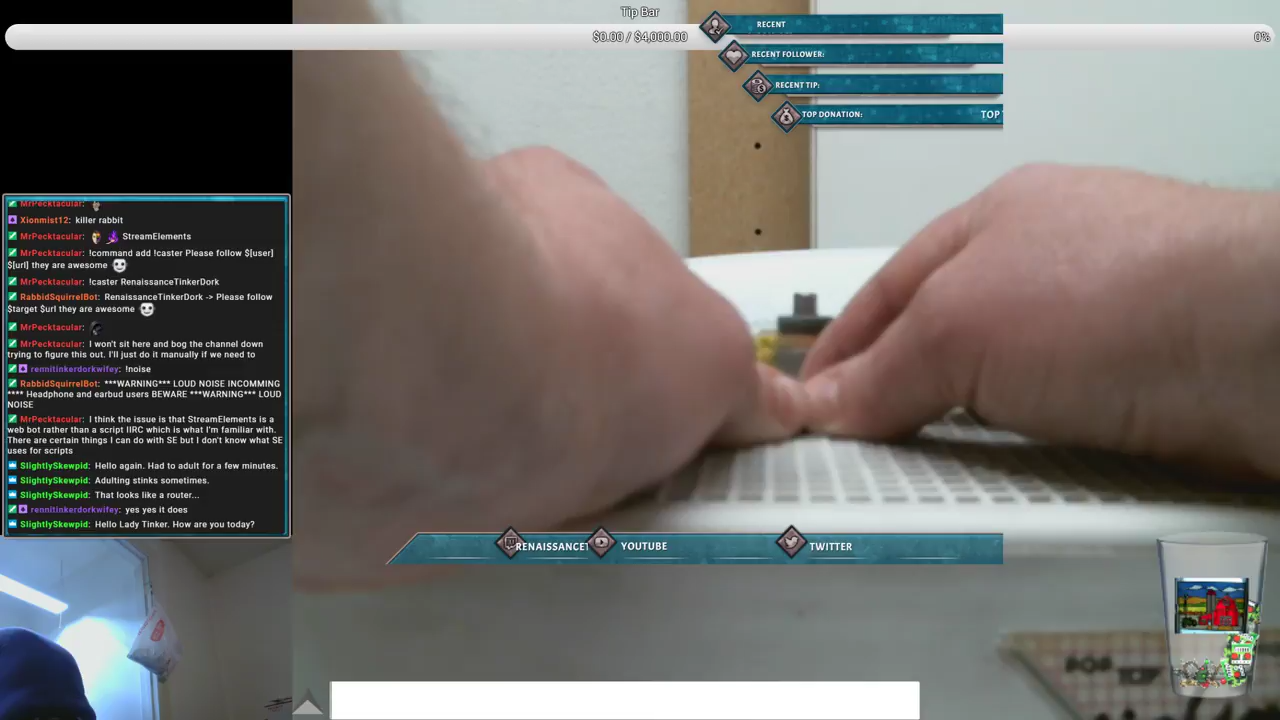 Tip Bar
$0.00 / $4,000.00
0%
RECENT
RECENT FOLLOWER:
RECENT TIP:
TOP DONATION:
TOP
MrPecktacular:
Xionmist12: killer rabbit
MrPecktacular: StreamElements
MrPecktacular: !command add !caster Please follow $[user]
$[url] they are awesome
MrPecktacular: !caster RenaissanceTinkerDork
RabbidSquirrelBot: RenaissanceTinkerDork -> Please follow
$target $url they are awesome
MrPecktacular:
MrPecktacular: I won't sit here and bog the channel down
trying to figure this out. I'll just do it manually if we need to
rennitinkerdorkwifey: !noise
RabbidSquirrelBot: ***WARNING*** LOUD NOISE INCOMMING
**** Headphone and earbud users BEWARE ***WARNING*** LOUD
NOISE
MrPecktacular: I think the issue is that StreamElements is a
web bot rather than a script IIRC which is what I'm familiar with.
There are certain things I can do with SE but I don't know what SE
uses for scripts
SlightlySkewpid: Hello again. Had to adult for a few minutes.
SlightlySkewpid: Adulting stinks sometimes.
SlightlySkewpid: That looks like a router...
rennitinkerdorkwifey: yes yes it does
SlightlySkewpid: Hello Lady Tinker. How are you today?
RENAISSANCET
YOUTUBE
TWITTER